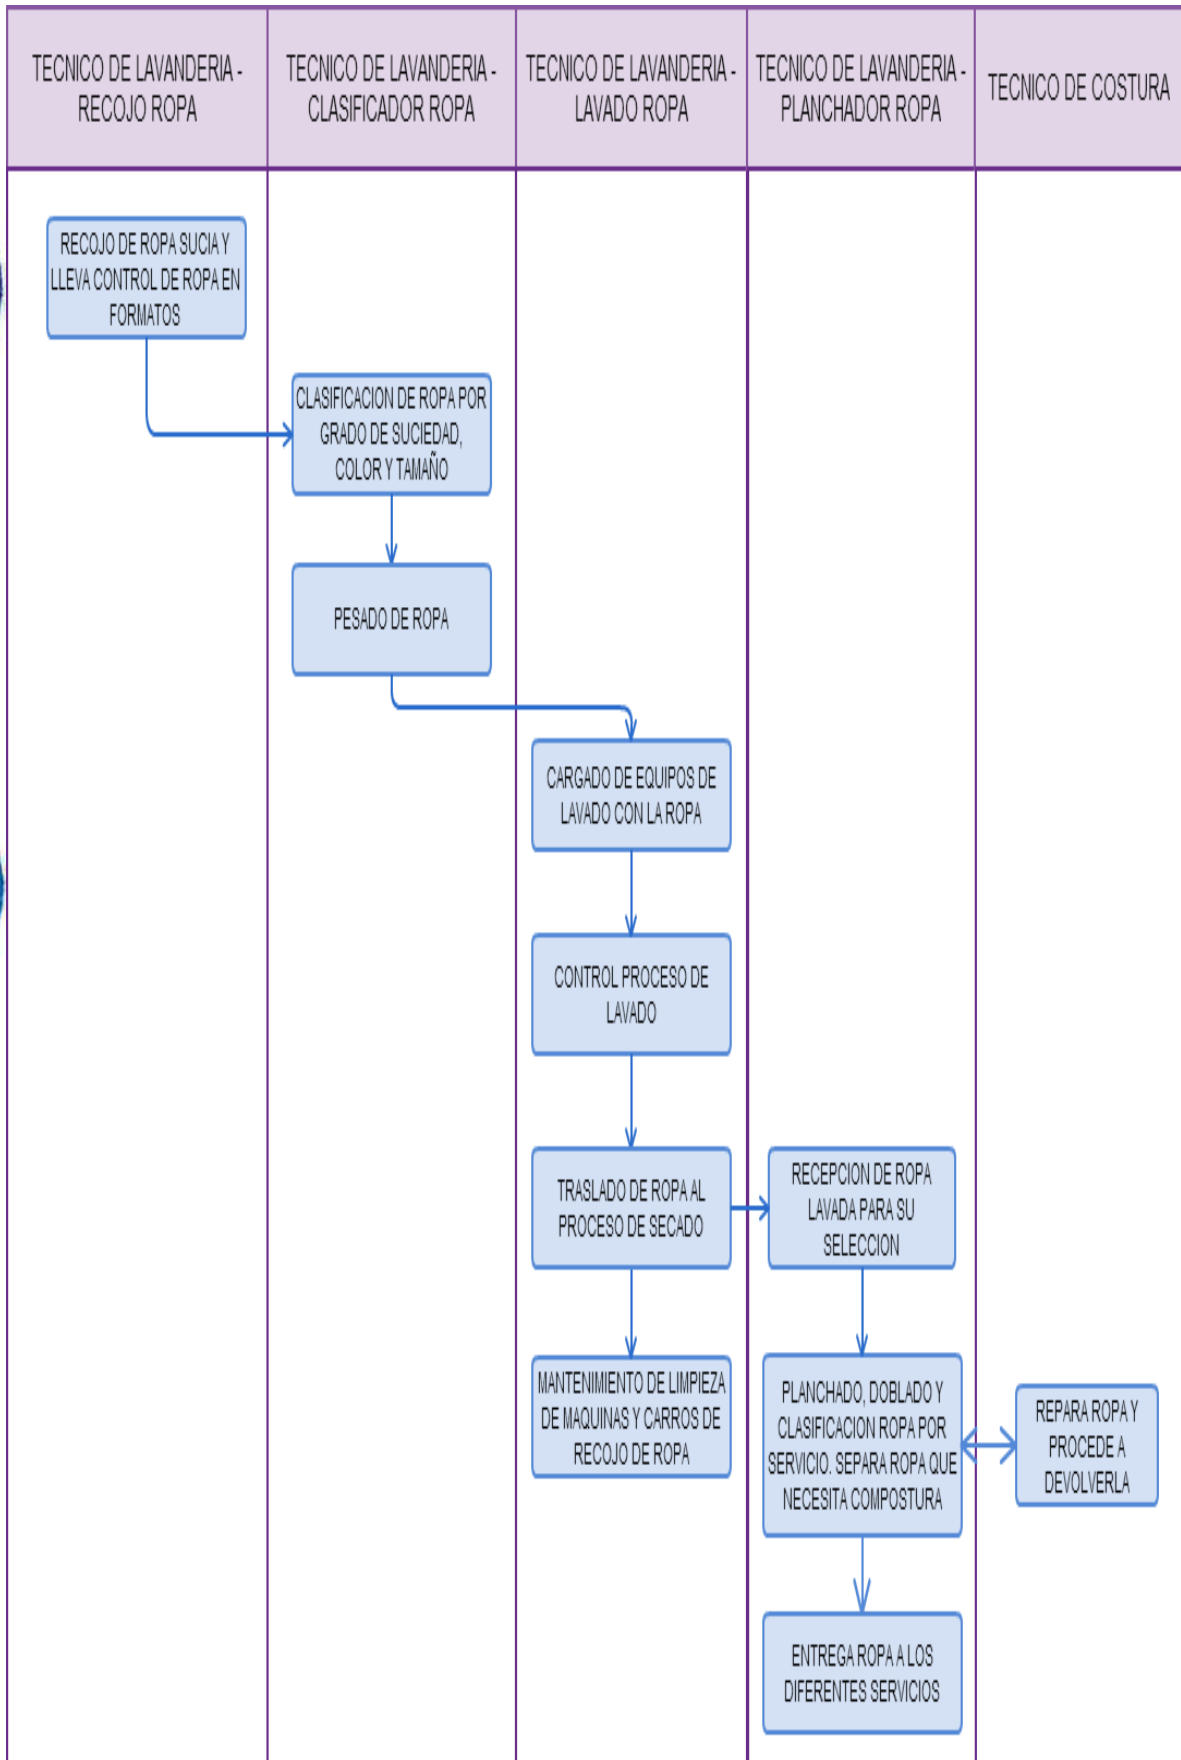 TECNICO DE LAVANDERIA -
RECOJO ROPA
TECNICO DE LAVANDERIA -
CLASIFICADOR ROPA
TECNICO DE LAVANDERIA -
LAVADO ROPA
TECNICO DE LAVANDERIA -
PLANCHADOR ROPA
TECNICO DE COSTURA
RECOJO DE ROPA SUCIA Y
LLEVA CONTROL DE ROPA EN
FORMATOS
CLASIFICACION DE ROPA POR
GRADO DE SUCIEDAD,
COLOR Y TAMAÑO
PESADO DE ROPA
CARGADO DE EQUIPOS DE
LAVADO CON LA ROPA
CONTROL PROCESO DE
LAVADO
TRASLADO DE ROPA AL
PROCESO DE SECADO
RECEPCION DE ROPA
LAVADA PARA SU
SELECCION
MANTENIMIENTO DE LIMPIEZA
DE MAQUINAS Y CARROS DE
RECOJO DE ROPA
PLANCHADO, DOBLADO Y
CLASIFICACION ROPA POR
SERVICIO. SEPARA ROPA QUE
NECESITA COMPOSTURA
REPARA ROPA Y
PROCEDE A
DEVOLVERLA
ENTREGA ROPA A LOS
DIFERENTES SERVICIOS